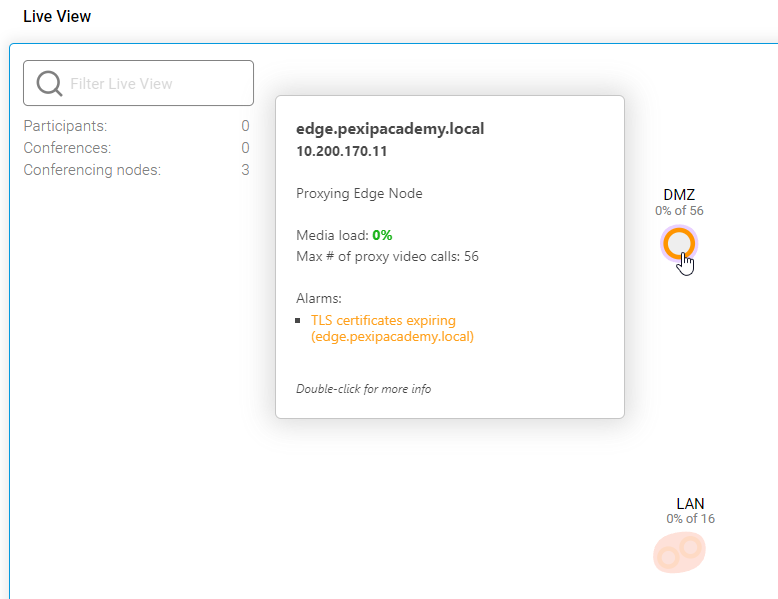 Live View
Filter Live View
Participants: 0
Conferences: 0
Conferencing nodes: 3
edge.pexipacademy.local
10.200.170.11
Proxying Edge Node
Media load: 0%
Max # of proxy video calls: 56
Alarms:
TLS certificates expiring
(edge.pexipacademy.local)
Double-click for more info
DMZ
0% of 56
LAN
0% of 16